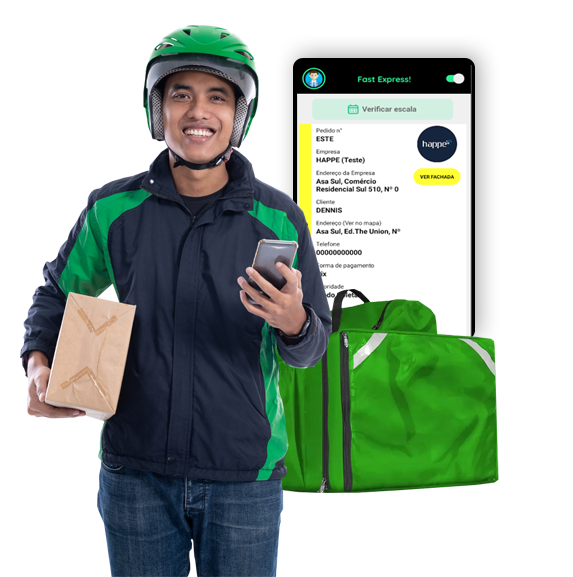 Fast Express!
Verificar escala
Pedido n°
ESTE
Empresa
HAPPE (Teste)
happe
VER FACHADA
Endereço da Empresa
Asa Sul, Comércio
Residencial Sul 510, Nº 0
Cliente
DENNIS
Endereço (Ver no mapa)
Asa Sul, Ed.The Union, Nº
Telefone
00000000000
de pagamento